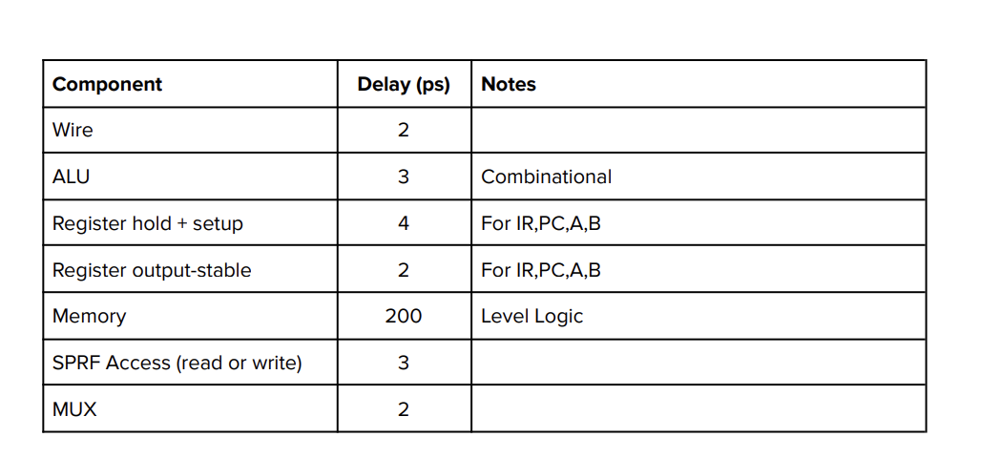 Component Delay (ps) Notes
Wire 2
ALU 3 Combinational
Register hold + setup 4 For IR,PC,A,B
Register output-stable 2 For IR,PC,A,B
Memory 200 Level Logic
SPRF Access (read or write) 3
MUX 2